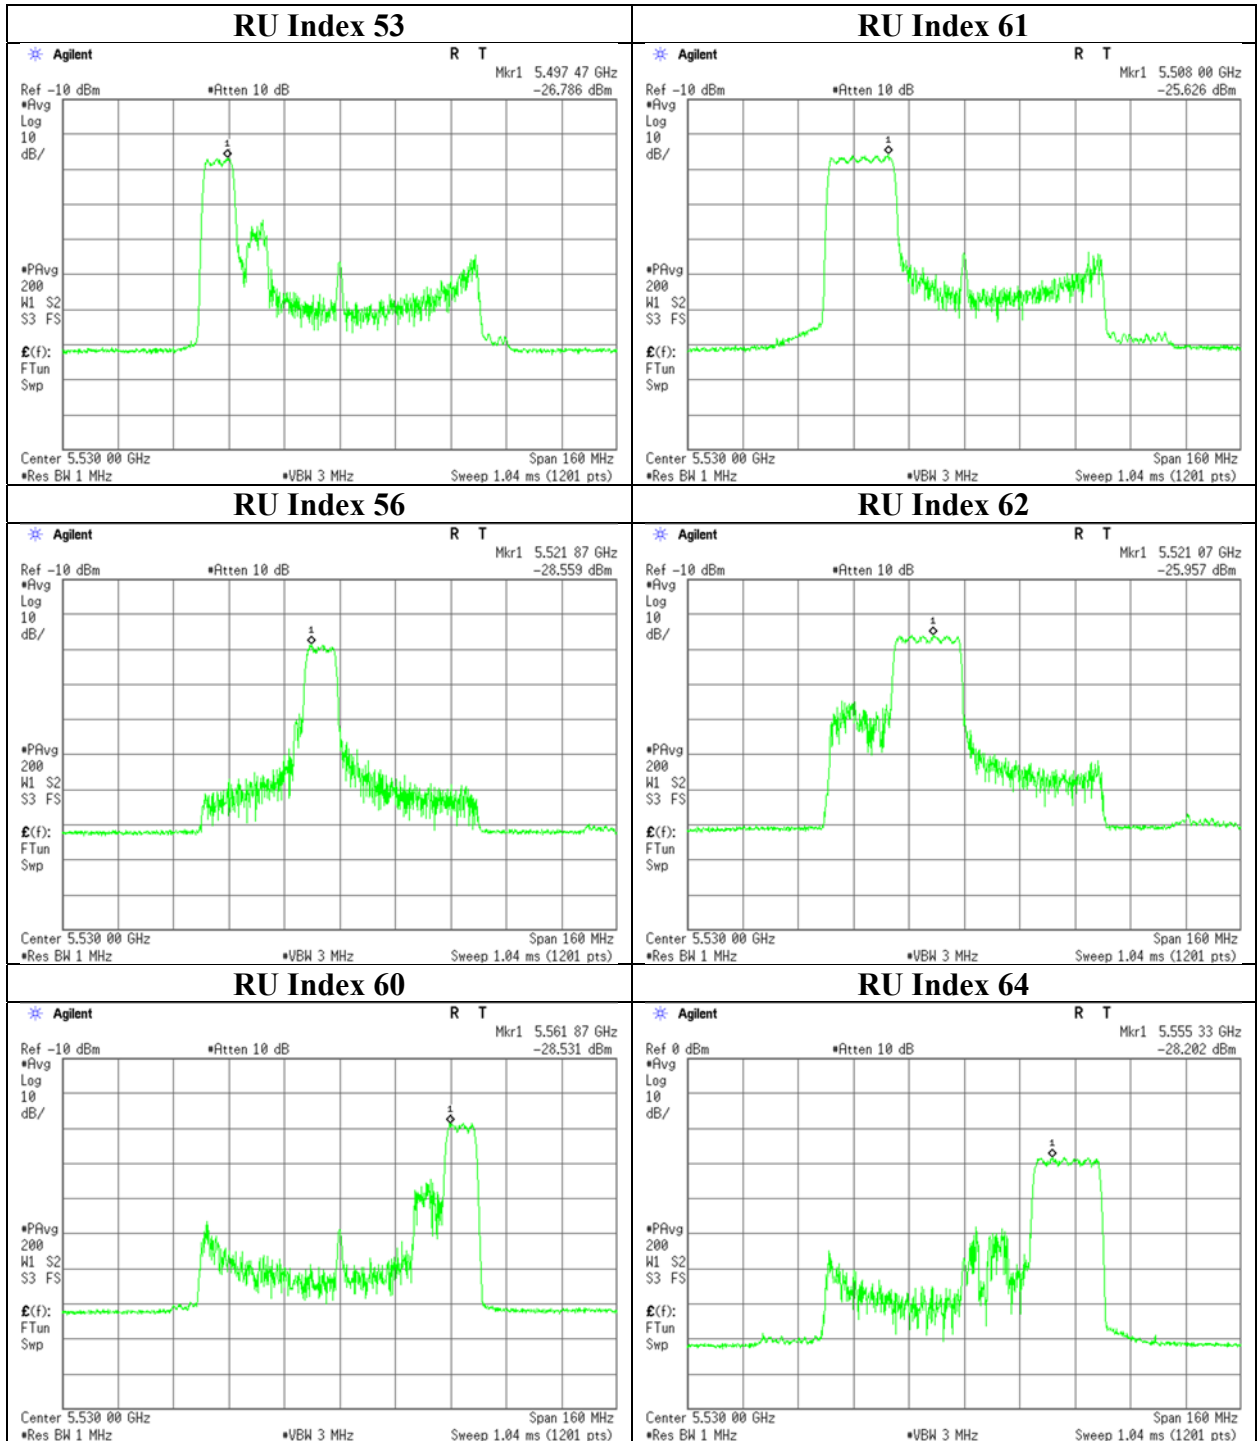 RU Index 53
Agilent R T
Mkr1 5.497 47 GHz
Ref -10 dBm #Atten 10 dB -26.786 dBm
#Avg
Log
10
dB/
1
#PAvg
200
W1 S2
S3 FS
£(f):
FTun
Swp
Center 5.530 00 GHz Span 160 MHz
#Res BW 1 MHz #VBW 3 MHz Sweep 1.04 ms (1201 pts)
RU Index 61
Agilent R T
Mkr1 5.508 00 GHz
Ref -10 dBm #Atten 10 dB -25.626 dBm
#Avg
Log
10
dB/
1
#PAvg
200
W1 S2
S3 FS
£(f):
FTun
Swp
Center 5.530 00 GHz Span 160 MHz
#Res BW 1 MHz #VBW 3 MHz Sweep 1.04 ms (1201 pts)
RU Index 56
Agilent R T
Mkr1 5.521 87 GHz
Ref -10 dBm #Atten 10 dB -28.559 dBm
#Avg
Log
10
dB/
1
#PAvg
200
W1 S2
S3 FS
£(f):
FTun
Swp
Center 5.530 00 GHz Span 160 MHz
#Res BW 1 MHz #VBW 3 MHz Sweep 1.04 ms (1201 pts)
RU Index 62
Agilent R T
Mkr1 5.521 07 GHz
Ref -10 dBm #Atten 10 dB -25.957 dBm
#Avg
Log
10
dB/
1
#PAvg
200
W1 S2
S3 FS
£(f):
FTun
Swp
Center 5.530 00 GHz Span 160 MHz
#Res BW 1 MHz #VBW 3 MHz Sweep 1.04 ms (1201 pts)
RU Index 60
Agilent R T
Mkr1 5.561 87 GHz
Ref -10 dBm #Atten 10 dB -28.531 dBm
#Avg
Log
10
dB/
1
#PAvg
200
W1 S2
S3 FS
£(f):
FTun
Swp
Center 5.530 00 GHz Span 160 MHz
#Res BW 1 MHz #VBW 3 MHz Sweep 1.04 ms (1201 pts)
RU Index 64
Agilent R T
Mkr1 5.555 33 GHz
Ref 0 dBm #Atten 10 dB -28.202 dBm
#Avg
Log
10
dB/
1
#PAvg
200
W1 S2
S3 FS
£(f):
FTun
Swp
Center 5.530 00 GHz Span 160 MHz
#Res BW 1 MHz #VBW 3 MHz Sweep 1.04 ms (1201 pts)